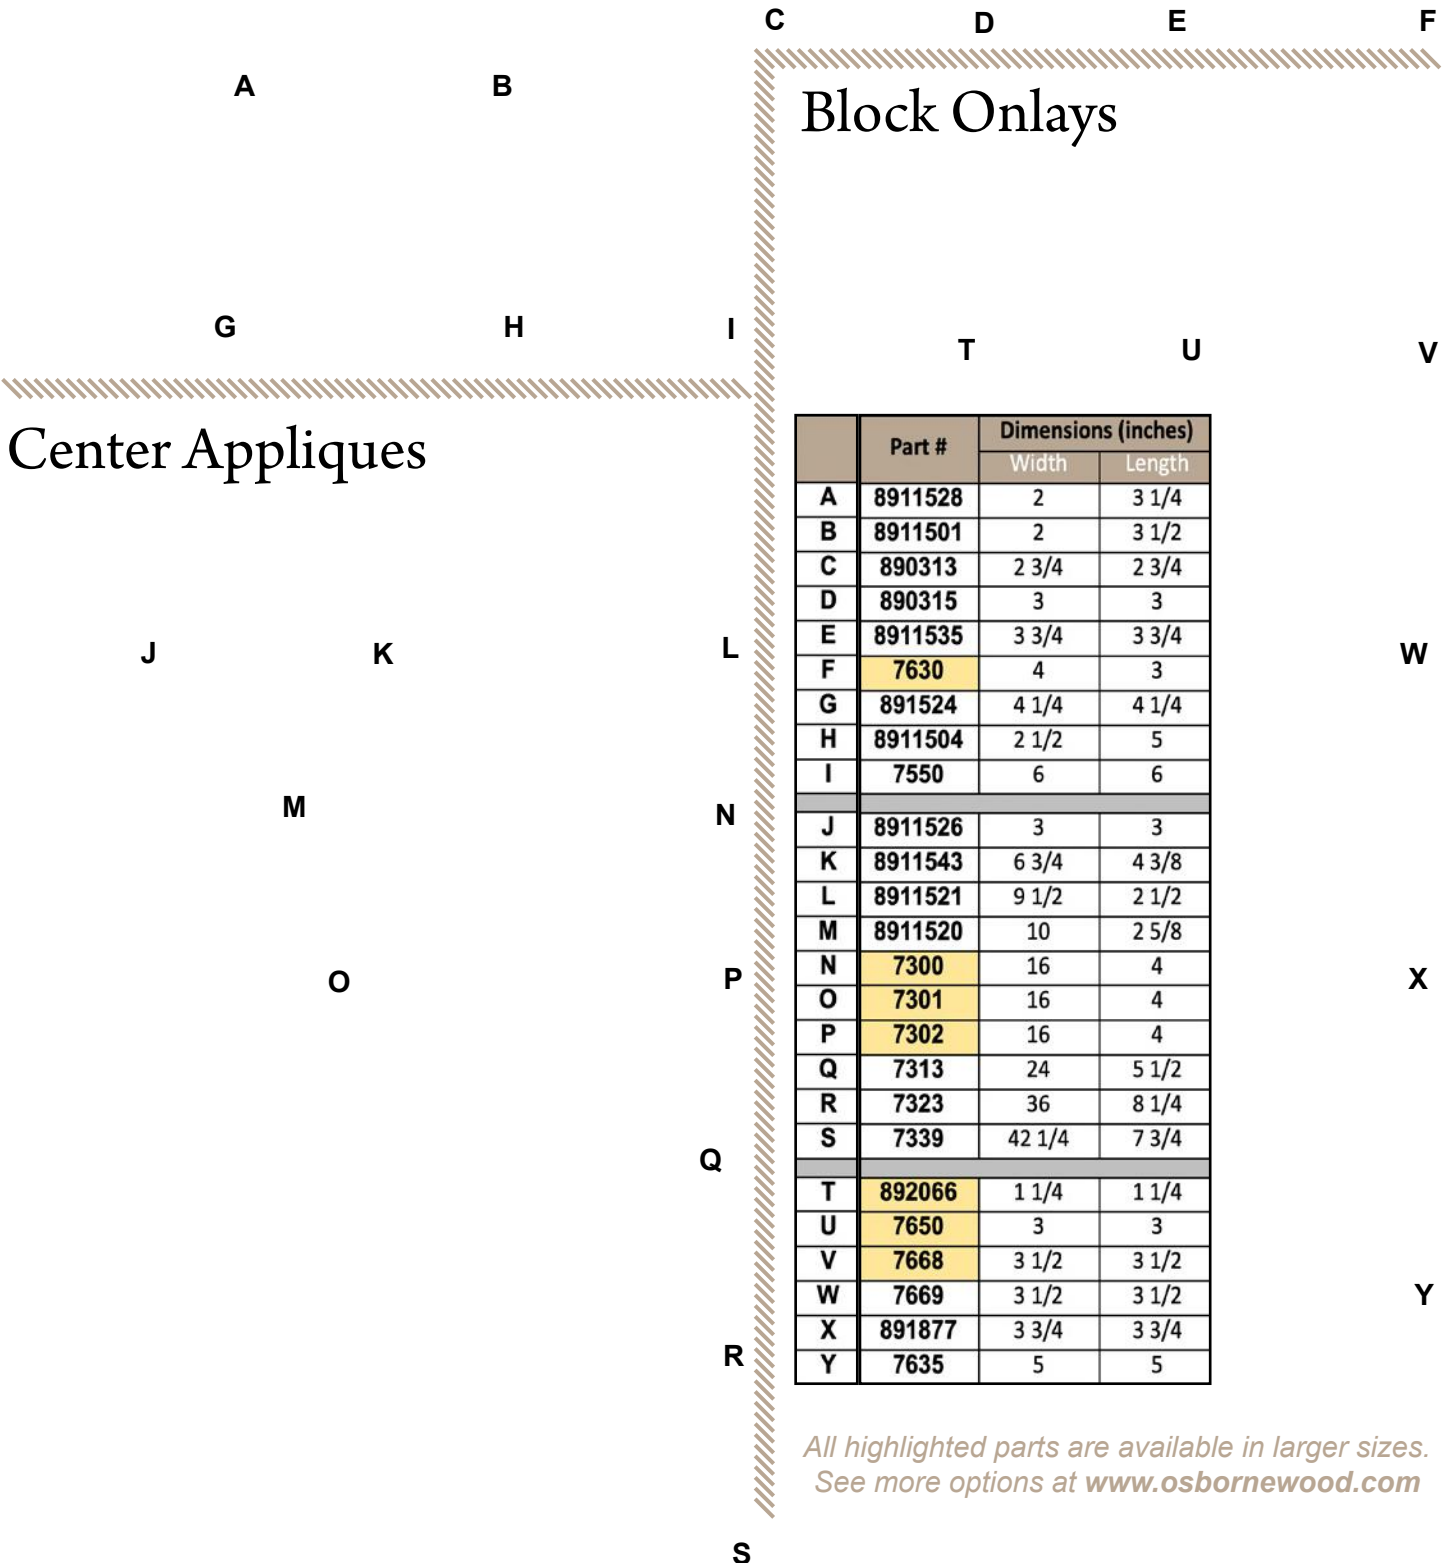 C D E F
A B
Block Onlays
G H I
T U V
Center Appliques
Part # Dimensions (inches)
Width Length
A 8911528 2 3 1/4
B 8911501 2 3 1/2
C 890313 2 3/4 2 3/4
D 890315 3 3
E 8911535 3 3/4 3 3/4
F 7630 4 3
G 891524 4 1/4 4 1/4
H 8911504 2 1/2 5
I 7550 6 6
J 8911526 3 3
K 8911543 6 3/4 4 3/8
L 8911521 9 1/2 2 1/2
M 8911520 10 2 5/8
N 7300 16 4
O 7301 16 4
P 7302 16 4
Q 7313 24 5 1/2
R 7323 36 8 1/4
S 7339 42 1/4 7 3/4
T 892066 1 1/4 1 1/4
U 7650 3 3
V 7668 3 1/2 3 1/2
W 7669 3 1/2 3 1/2
X 891877 3 3/4 3 3/4
Y 7635 5 5
J K L
W
M N
O P
X
Q
Y
R
All highlighted parts are available in larger sizes.
See more options at www.osbornewood.com
S